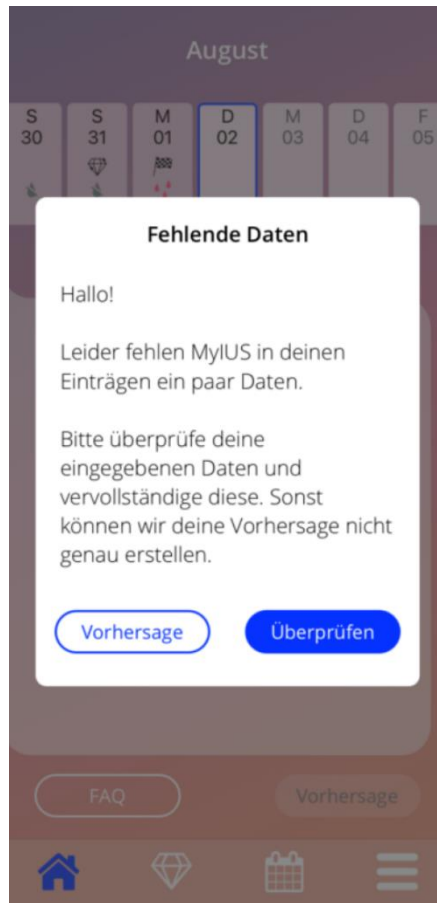 August
S S M D M D F
30 31 01 02 03 04 05
Fehlende Daten
Hallo!
Leider fehlen MyIUS in deinen
Einträgen ein paar Daten.
Bitte überprüfe deine
eingegebenen Daten und
vervollständige diese. Sonst
können wir deine Vorhersage nicht
genau erstellen.
Vorhersage Überprüfen
FAQ Vorhersage